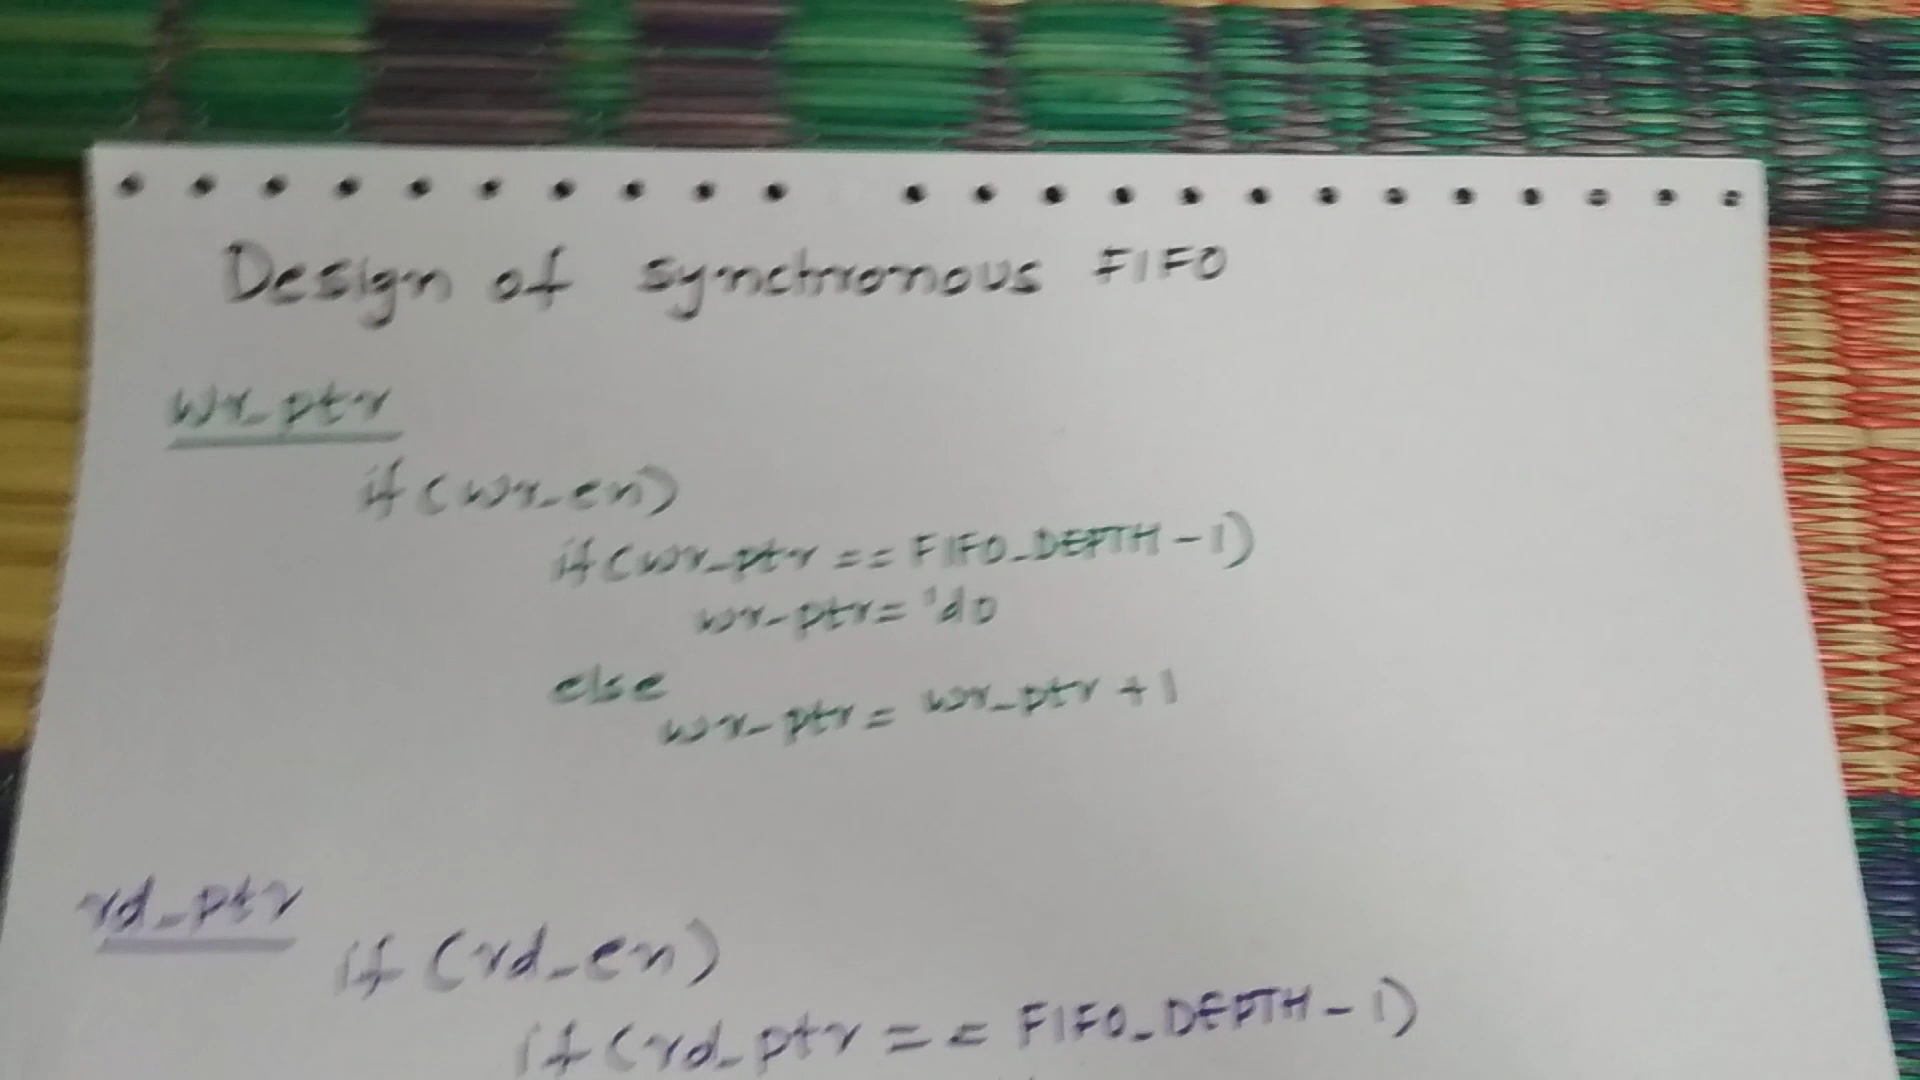 Design of synchronous FIFO
wr_ptr
if (wr_en)
if (wr_ptr == FIFO_DEPTH - 1)
wr_ptr = 'd0
else
wr_ptr = wr_ptr + 1
rd_ptr
if (rd_en)
if (rd_ptr == FIFO_DEPTH - 1)